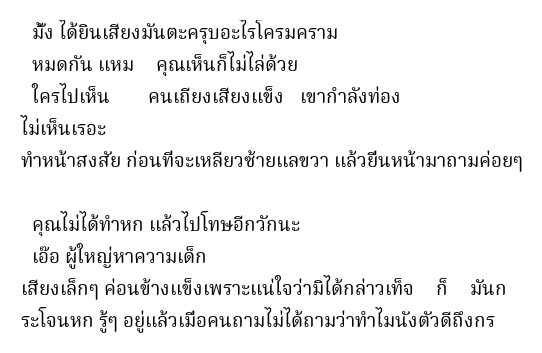 มั้ง ได้ยินเสียงมันตะครุบอะไรโครมคราม
หมดกัน แหม คุณเห็นก็ไม่ไล่ด้วย
ใครไปเห็น คนเถียงเสียงแข็ง เขากำลังท่อง
ไม่เห็นเรอะ
ทำหน้าสงสัย ก่อนที่จะเหลียวซ้ายแลขวา แล้วยื่นหน้ามาถามค่อยๆ
คุณไม่ได้ทำหก แล้วไปโทษอีกวักนะ
เอ๊อ ผู้ใหญ่หาความเด็ก
เสียงเล็กๆ ค่อนข้างแข็งเพราะแน่ใจว่ามิได้กล่าวเท็จ ก็ มันก
ระโจนหก รู้ๆ อยู่แล้วเมื่อคนถามไม่ได้ถามว่าทำไมนังตัวดีถึงกร